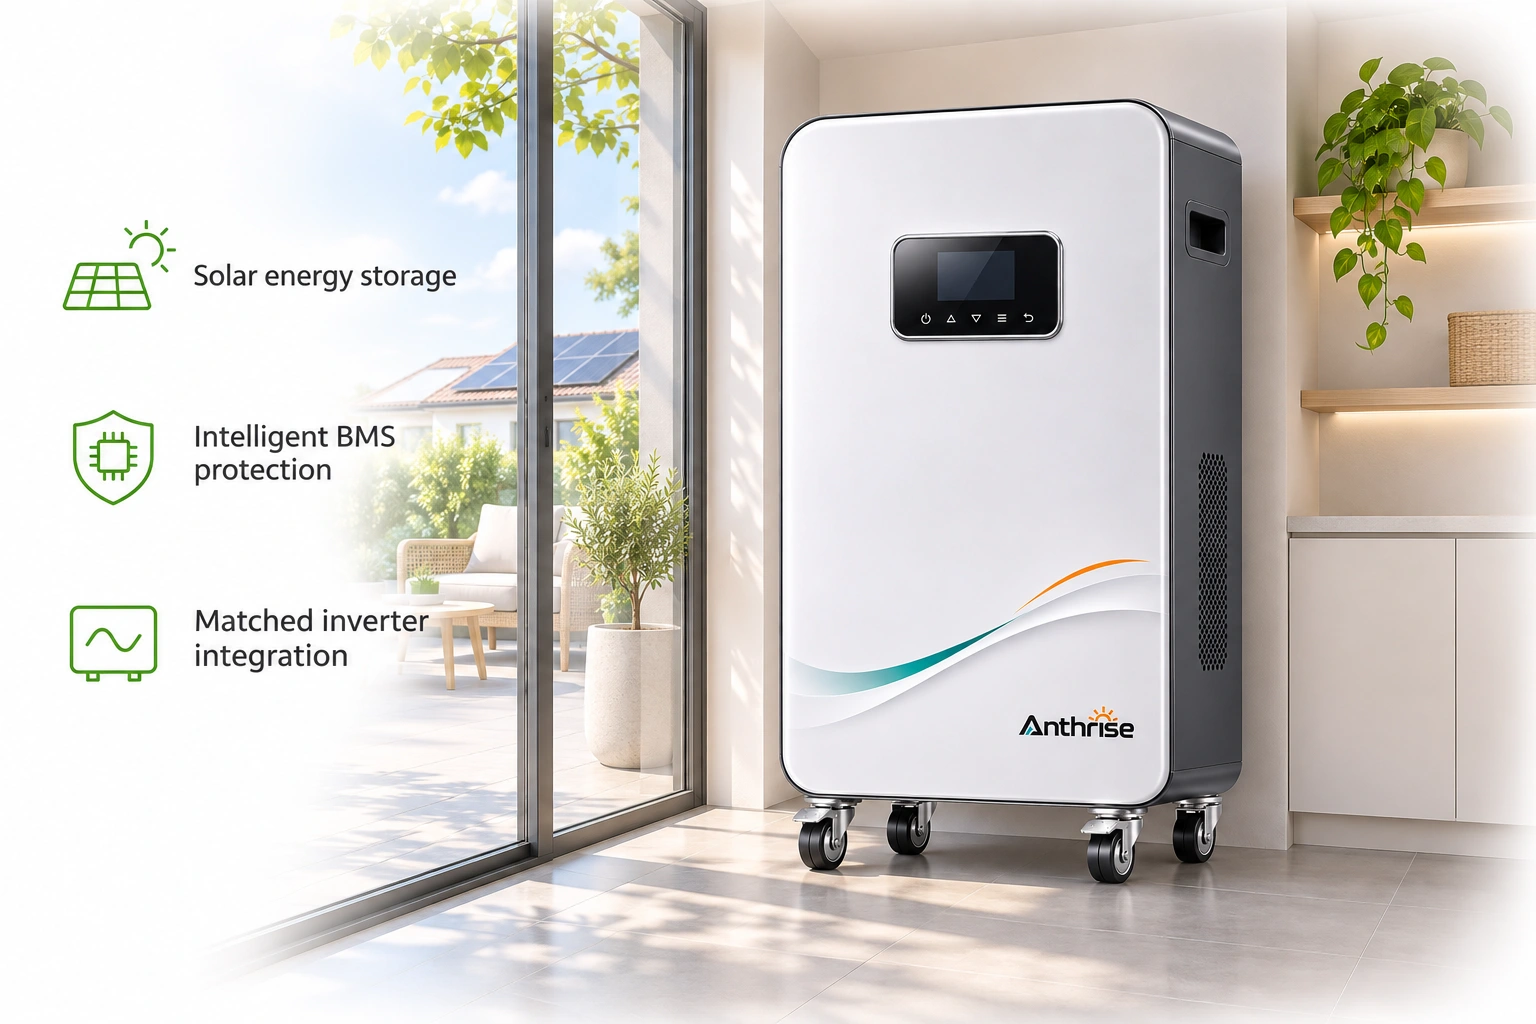 Solar energy storage
Intelligent BMS
protection
Matched inverter
integration
Anthrise